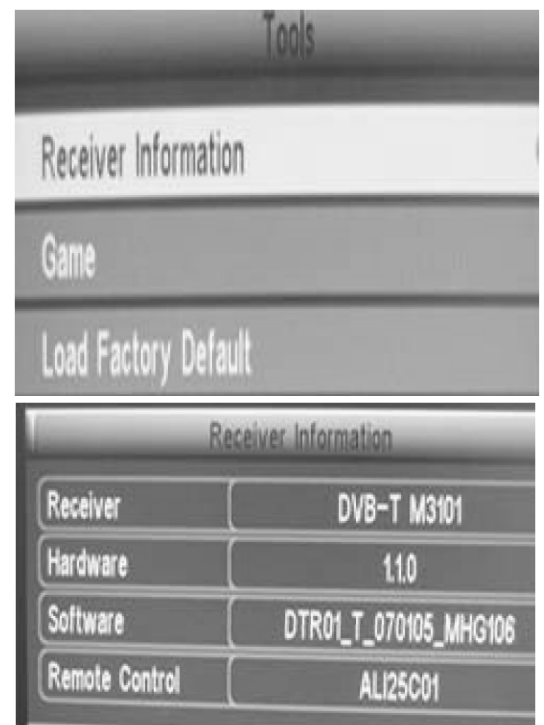 Tools
Receiver Information
Game
Load Factory Default
Receiver Information
Receiver DVB-T M3101
Hardware 1.1.0
Software DTR01_T_070105_MHG106
Remote Control ALI25C01